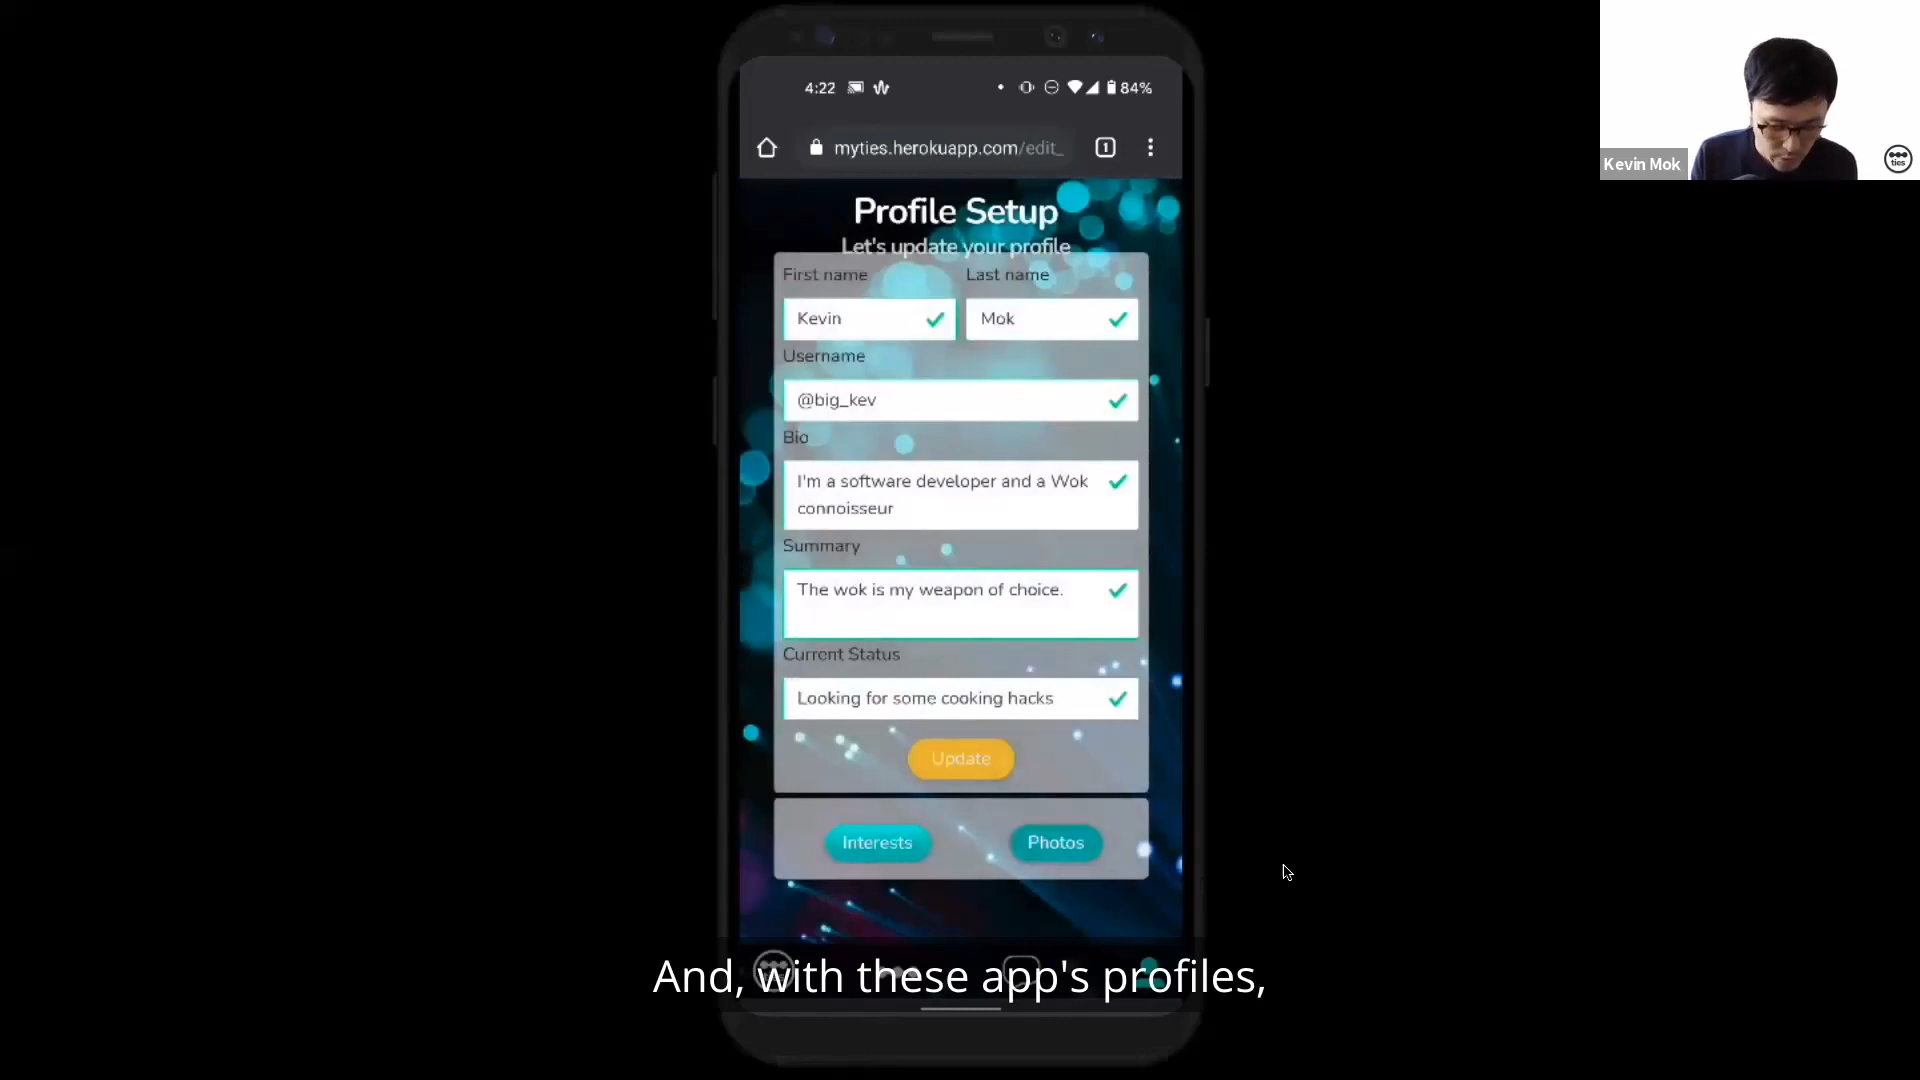 4:22
84%
myties.herokuapp.com/edit_
1
Profile Setup
Let's update your profile
First name
Last name
Kevin
Mok
Username
@big_kev
Bio
I'm a software developer and a Wok
connoisseur
Summary
The wok is my weapon of choice.
Current Status
Looking for some cooking hacks
Update
Interests
Photos
And, with these app's profiles,
Kevin Mok
ties